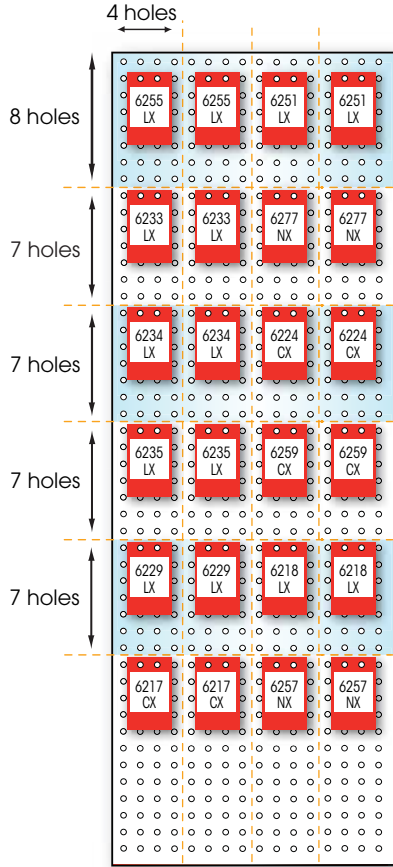 4 holes
8 holes
6255 6255 6251 6251
LX LX LX LX
7 holes
6233 6233 6277 6277
LX LX NX NX
7 holes
6234 6234 6224 6224
LX LX CX CX
7 holes
6235 6235 6259 6259
LX LX CX CX
7 holes
6229 6229 6218 6218
LX LX LX LX
6217 6217 6257 6257
CX CX NX NX